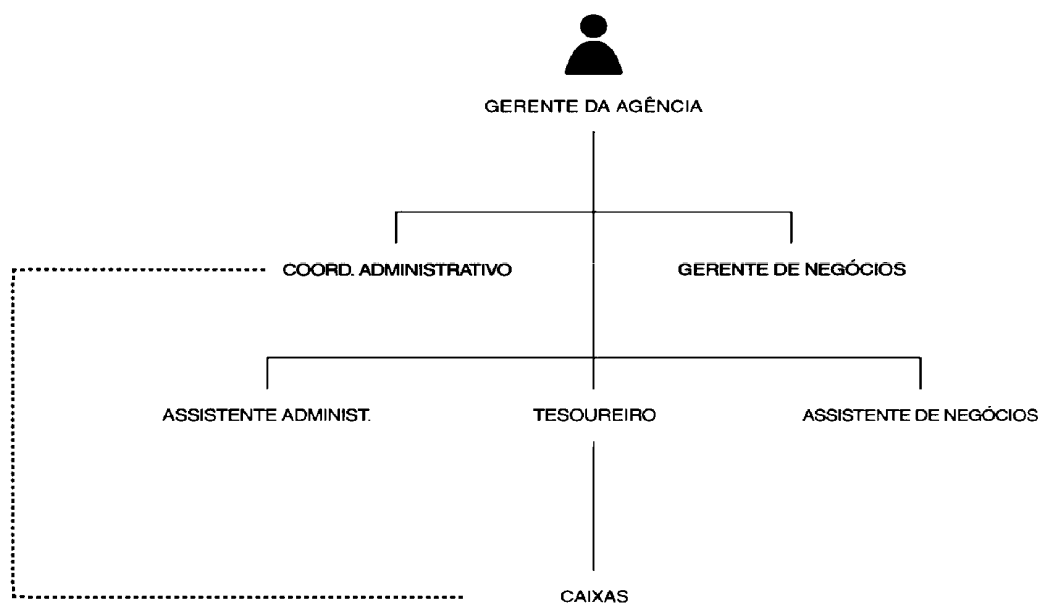 GERENTE DA AGÊNCIA
COORD. ADMINISTRATIVO
GERENTE DE NEGÓCIOS
ASSISTENTE ADMINIST.
TESOUREIRO
ASSISTENTE DE NEGÓCIOS
CAIXAS